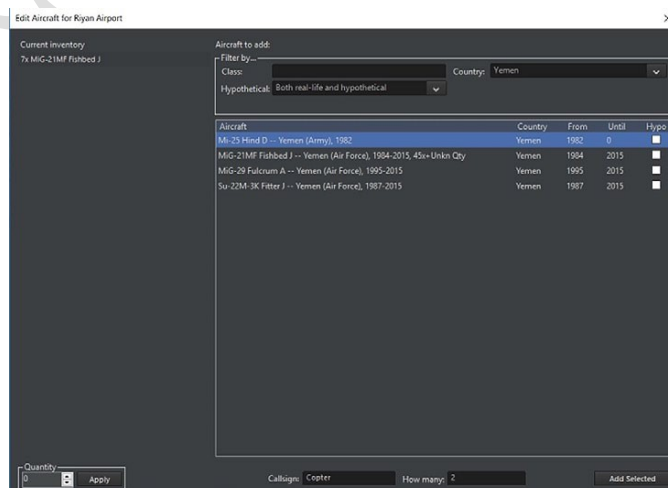 Edit Aircraft for Riyan Airport
Current inventory
7x MiG-21MF Fishbed J
Aircraft to add:
Filter by...
Class: Country: Yemen
Hypothetical: Both real-life and hypothetical
Aircraft Country From Until Hypo
Mi-25 Hind D -- Yemen (Army), 1982 Yemen 1982 0
MiG-21MF Fishbed J -- Yemen (Air Force), 1984-2015, 45x+Unkn Qty Yemen 1984 2015
MiG-29 Fulcrum A -- Yemen (Air Force), 1995-2015 Yemen 1995 2015
Su-22M-3K Fitter J -- Yemen (Air Force), 1987-2015 Yemen 1987 2015
Quantity
0 Apply
Callsign: Copter How many: 2 Add Selected